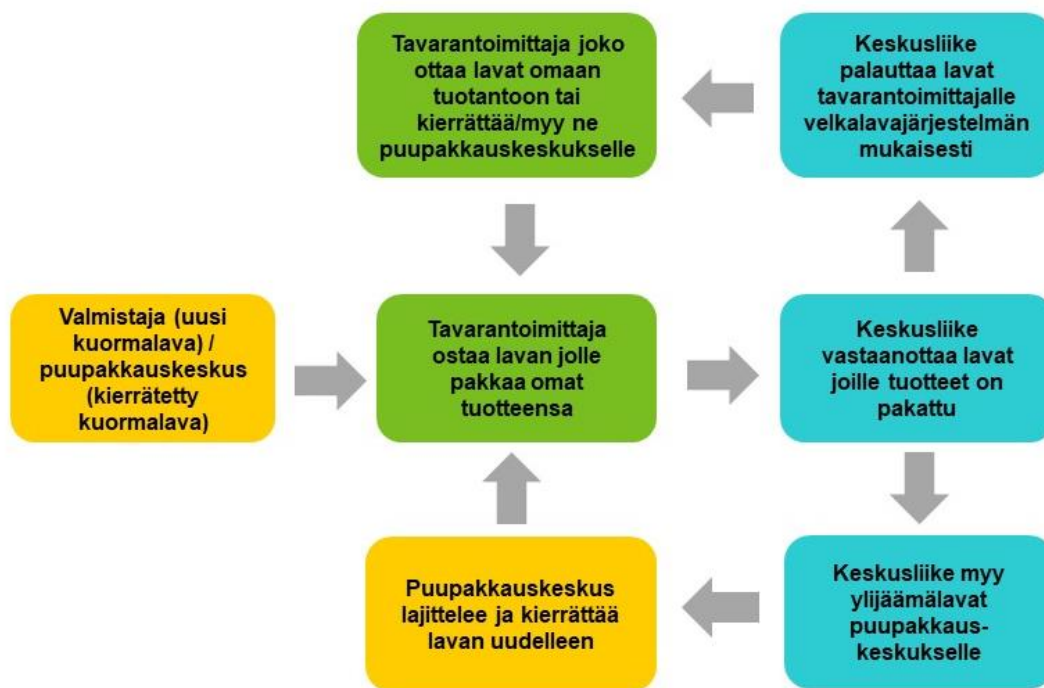 Tavarantoimittaja joko
ottaa lavat omaan
tuotantoon tai
kierrättää/myy ne
puupakkauskeskukselle
Keskusliike
palauttaa lavat
tavarantoimittajalle
velkalavajärjestelmän
mukaisesti
Valmistaja (uusi
kuormalava) /
puupakkauskeskus
(kierrätetty
kuormalava)
Tavarantoimittaja
ostaa lavan jolle
pakkaa omat
tuotteensa
Keskusliike
vastaanottaa lavat
joille tuotteet on
pakattu
Puupakkauskeskus
lajittelee ja kierrättää
lavan uudelleen
Keskusliike myy
ylijäämälavat
puupakkaus-
keskukselle